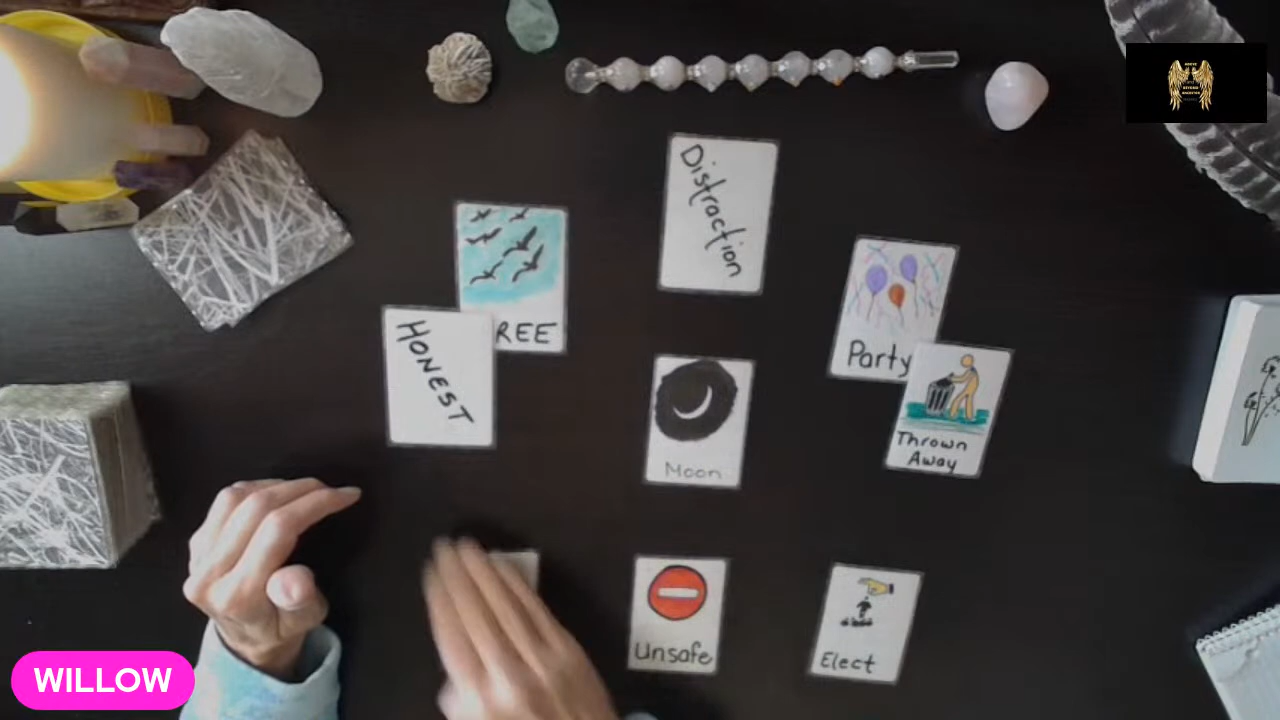 Distraction
REE
HONEST
Party
Thrown
Away
Moon
Unsafe
Elect
WILLOW